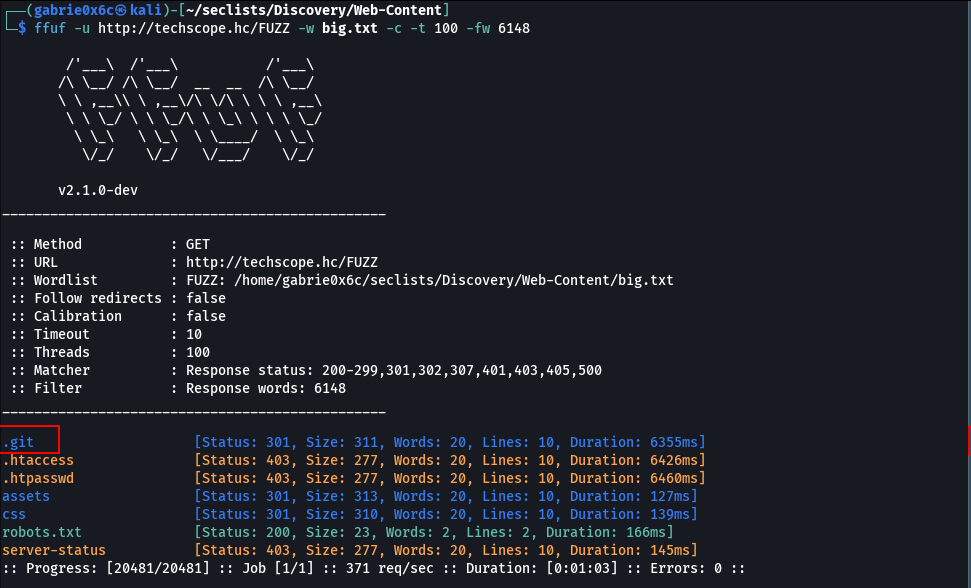 ┌──(gabrie0x6c㉿kali)-[~/seclists/Discovery/Web-Content]
└─$ ffuf -u http://techscope.hc/FUZZ -w big.txt -c -t 100 -fw 6148
v2.1.0-dev
________________________________________________
:: Method : GET
:: URL : http://techscope.hc/FUZZ
:: Wordlist : FUZZ: /home/gabrie0x6c/seclists/Discovery/Web-Content/big.txt
:: Follow redirects : false
:: Calibration : false
:: Timeout : 10
:: Threads : 100
:: Matcher : Response status: 200-299,301,302,307,401,403,405,500
:: Filter : Response words: 6148
________________________________________________
.git [Status: 301, Size: 311, Words: 20, Lines: 10, Duration: 6355ms]
.htaccess [Status: 403, Size: 277, Words: 20, Lines: 10, Duration: 6426ms]
.htpasswd [Status: 403, Size: 277, Words: 20, Lines: 10, Duration: 6460ms]
assets [Status: 301, Size: 313, Words: 20, Lines: 10, Duration: 127ms]
css [Status: 301, Size: 310, Words: 20, Lines: 10, Duration: 139ms]
robots.txt [Status: 200, Size: 23, Words: 2, Lines: 2, Duration: 166ms]
server-status [Status: 403, Size: 277, Words: 20, Lines: 10, Duration: 145ms]
:: Progress: [20481/20481] :: Job [1/1] :: 371 req/sec :: Duration: [0:01:03] :: Errors: 0 ::